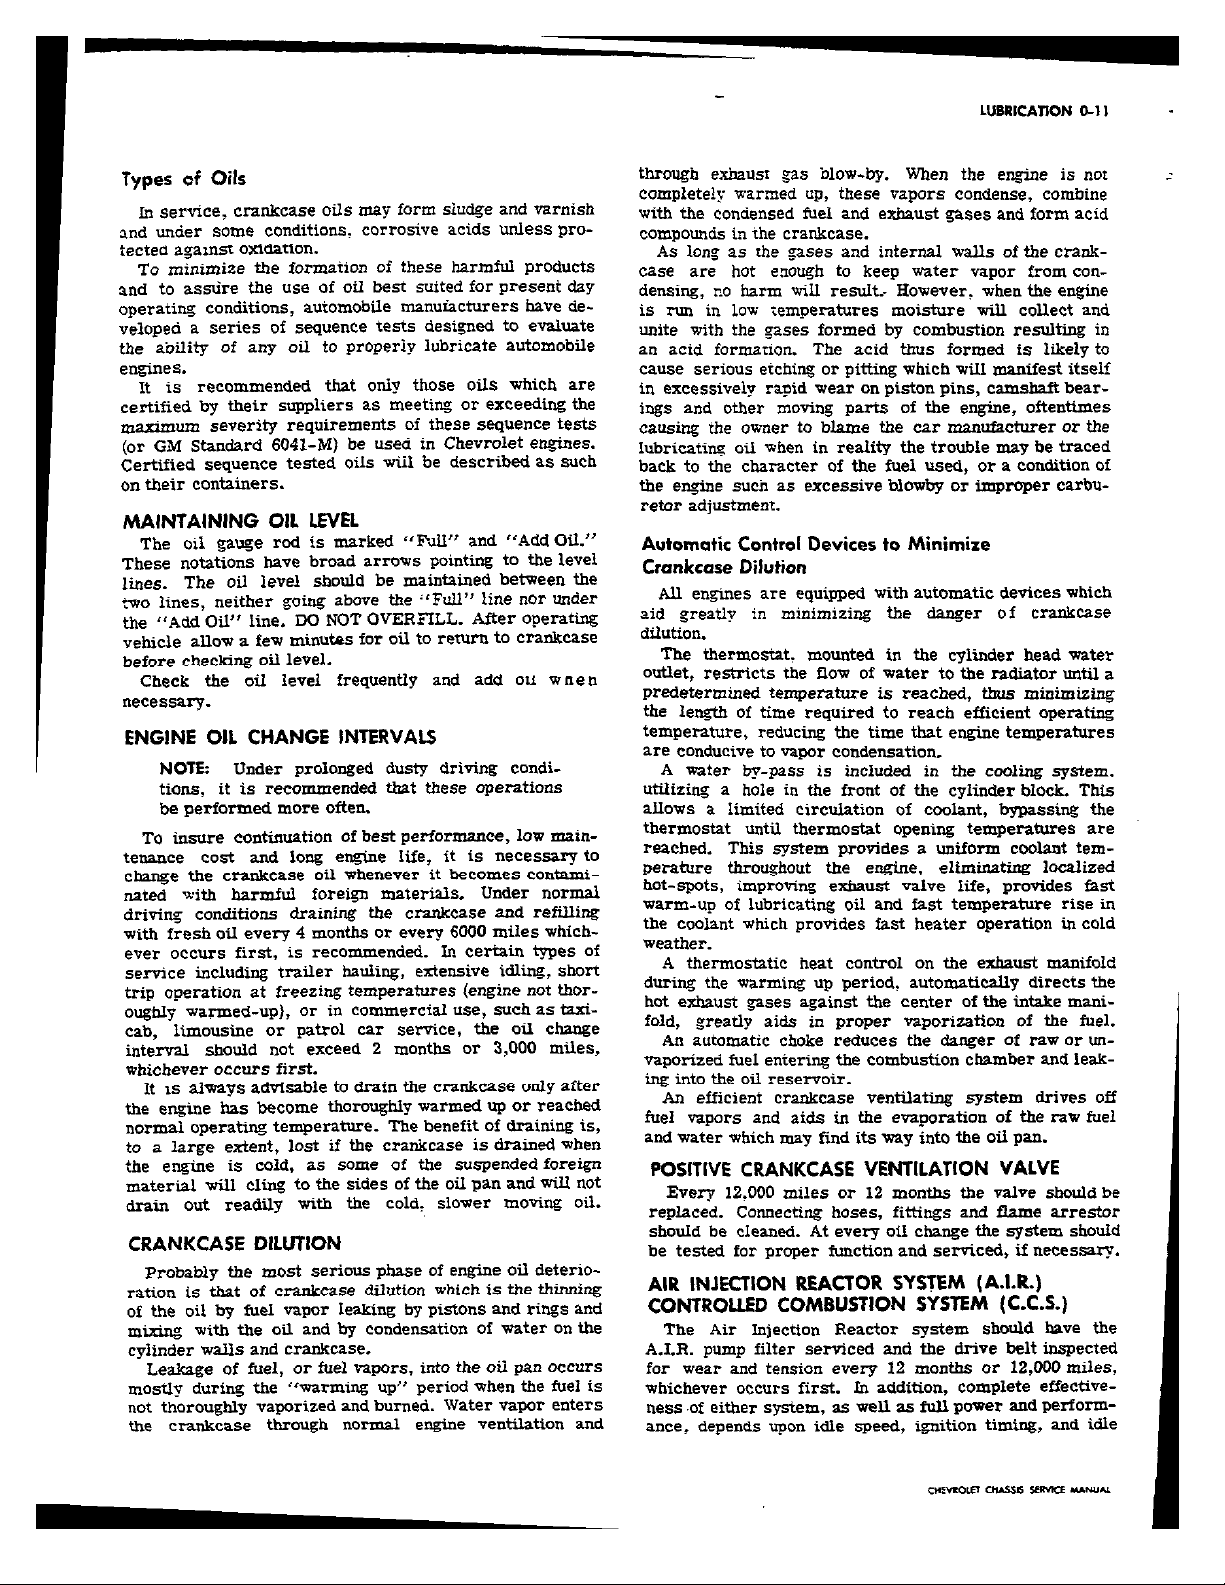 LUBRICATION 0-11
Types of Oils
In service, crankcase oils may form sludge and varnish
and under some conditions, corrosive acids unless pro-
tected against oxidation.
To minimize the formation of these harmful products
and to assure the use of oil best suited for present day
operating conditions, automobile manufacturers have de-
veloped a series of sequence tests designed to evaluate
the ability of any oil to properly lubricate automobile
engines.
It is recommended that only those oils which are
certified by their suppliers as meeting or exceeding the
maximum severity requirements of these sequence tests
(or GM Standard 6041-M) be used in Chevrolet engines.
Certified sequence tested oils will be described as such
on their containers.
MAINTAINING OIL LEVEL
The oil gauge rod is marked "Full" and "Add Oil."
These notations have broad arrows pointing to the level
lines. The oil level should be maintained between the
two lines, neither going above the "Full" line nor under
the "Add Oil" line. DO NOT OVERFILL. After operating
vehicle allow a few minutes for oil to return to crankcase
before checking oil level.
Check the oil level frequently and add oil when
necessary.
ENGINE OIL CHANGE INTERVALS
NOTE: Under prolonged dusty driving condi-
tions, it is recommended that these operations
be performed more often.
To insure continuation of best performance, low main-
tenance cost and long engine life, it is necessary to
change the crankcase oil whenever it becomes contami-
nated with harmful foreign materials. Under normal
driving conditions draining the crankcase and refilling
with fresh oil every 4 months or every 6000 miles which-
ever occurs first, is recommended. In certain types of
service including trailer hauling, extensive idling, short
trip operation at freezing temperatures (engine not thor-
oughly warmed-up), or in commercial use, such as taxi-
cab, limousine or patrol car service, the oil change
interval should not exceed 2 months or 3,000 miles,
whichever occurs first.
It is always advisable to drain the crankcase only after
the engine has become thoroughly warmed up or reached
normal operating temperature. The benefit of draining is,
to a large extent, lost if the crankcase is drained when
the engine is cold, as some of the suspended foreign
material will cling to the sides of the oil pan and will not
drain out readily with the cold, slower moving oil.
CRANKCASE DILUTION
Probably the most serious phase of engine oil deterio-
ration is that of crankcase dilution which is the thinning
of the oil by fuel vapor leaking by pistons and rings and
mixing with the oil and by condensation of water on the
cylinder walls and crankcase.
Leakage of fuel, or fuel vapors, into the oil pan occurs
mostly during the "warming up" period when the fuel is
not thoroughly vaporized and burned. Water vapor enters
the crankcase through normal engine ventilation and
through exhaust gas blow-by. When the engine is not
completely warmed up, these vapors condense, combine
with the condensed fuel and exhaust gases and form acid
compounds in the crankcase.
As long as the gases and internal walls of the crank-
case are hot enough to keep water vapor from con-
densing, no harm will result. However, when the engine
is run in low temperatures moisture will collect and
unite with the gases formed by combustion resulting in
an acid formation. The acid thus formed is likely to
cause serious etching or pitting which will manifest itself
in excessively rapid wear on piston pins, camshaft bear-
ings and other moving parts of the engine, oftentimes
causing the owner to blame the car manufacturer or the
lubricating oil when in reality the trouble may be traced
back to the character of the fuel used, or a condition of
the engine such as excessive blowby or improper carbu-
retor adjustment.
Automatic Control Devices to Minimize
Crankcase Dilution
All engines are equipped with automatic devices which
aid greatly in minimizing the danger of crankcase
dilution.
The thermostat, mounted in the cylinder head water
outlet, restricts the flow of water to the radiator until a
predetermined temperature is reached, thus minimizing
the length of time required to reach efficient operating
temperature, reducing the time that engine temperatures
are conducive to vapor condensation.
A water by-pass is included in the cooling system.
utilizing a hole in the front of the cylinder block. This
allows a limited circulation of coolant, bypassing the
thermostat until thermostat opening temperatures are
reached. This system provides a uniform coolant tem-
perature throughout the engine, eliminating localized
hot-spots, improving exhaust valve life, provides fast
warm-up of lubricating oil and fast temperature rise in
the coolant which provides fast heater operation in cold
weather.
A thermostatic heat control on the exhaust manifold
during the warming up period, automatically directs the
hot exhaust gases against the center of the intake mani-
fold, greatly aids in proper vaporization of the fuel.
An automatic choke reduces the danger of raw or un-
vaporized fuel entering the combustion chamber and leak-
ing into the oil reservoir.
An efficient crankcase ventilating system drives off
fuel vapors and aids in the evaporation of the raw fuel
and water which may find its way into the oil pan.
POSITIVE CRANKCASE VENTILATION VALVE
Every 12,000 miles or 12 months the valve should be
replaced. Connecting hoses, fittings and flame arrestor
should be cleaned. At every oil change the system should
be tested for proper function and serviced, if necessary.
AIR INJECTION REACTOR SYSTEM (A.I.R.)
CONTROLLED COMBUSTION SYSTEM (C.C.S.)
The Air Injection Reactor system should have the
A.I.R. pump filter serviced and the drive belt inspected
for wear and tension every 12 months or 12,000 miles,
whichever occurs first. In addition, complete effective-
ness of either system, as well as full power and perform-
ance, depends upon idle speed, ignition timing, and idle
CHEVROLET CHASSIS SERVICE MANUAL